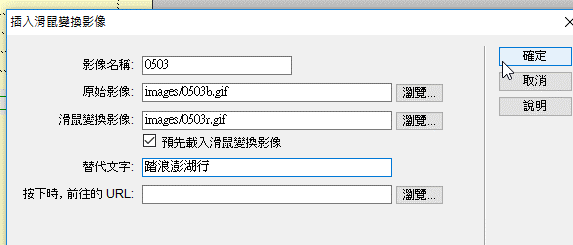 插入滑鼠變換影像
影像名稱: 0503
確定
原始影像: images/0503b.gif 瀏覽...
取消
滑鼠變換影像: images/0503r.gif 瀏覽...
說明
預先載入滑鼠變換影像
替代文字: 踏浪澎湖行
按下時, 前往的 URL: 瀏覽...